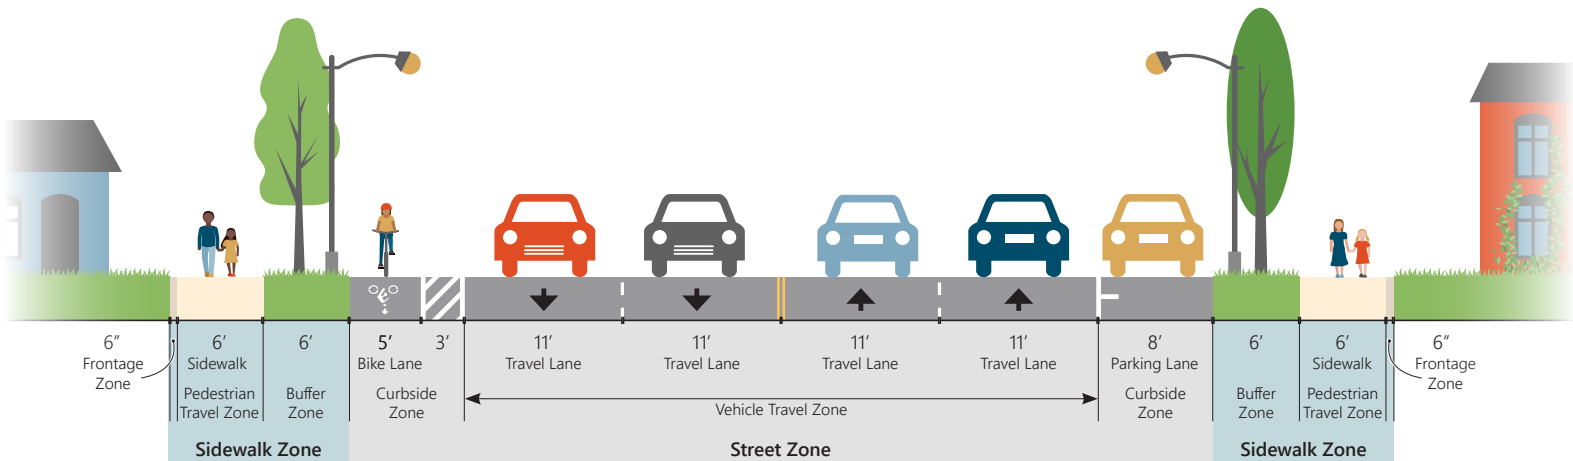 6”
Frontage
Zone
6’
Sidewalk
Pedestrian
Travel Zone
6’
Buffer
Zone
Sidewalk Zone
5’
Bike Lane
3’
Curbside
Zone
11’
Travel Lane
11’
Travel Lane
11’
Travel Lane
11’
Travel Lane
Vehicle Travel Zone
8’
Parking Lane
Curbside
Zone
Street Zone
6’
Buffer
Zone
6’
Sidewalk
Pedestrian
Travel Zone
6”
Frontage
Zone
Sidewalk Zone